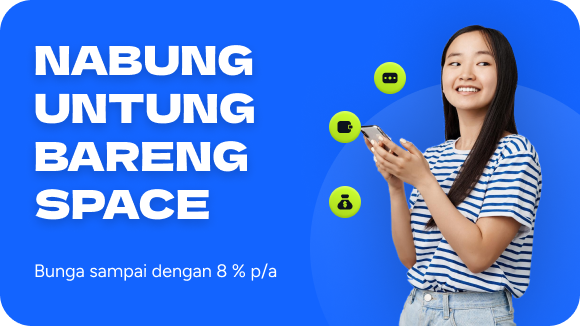 NABUNG
UNTUNG
BARENG
SPACE
Bunga sampai dengan 8 % p/a